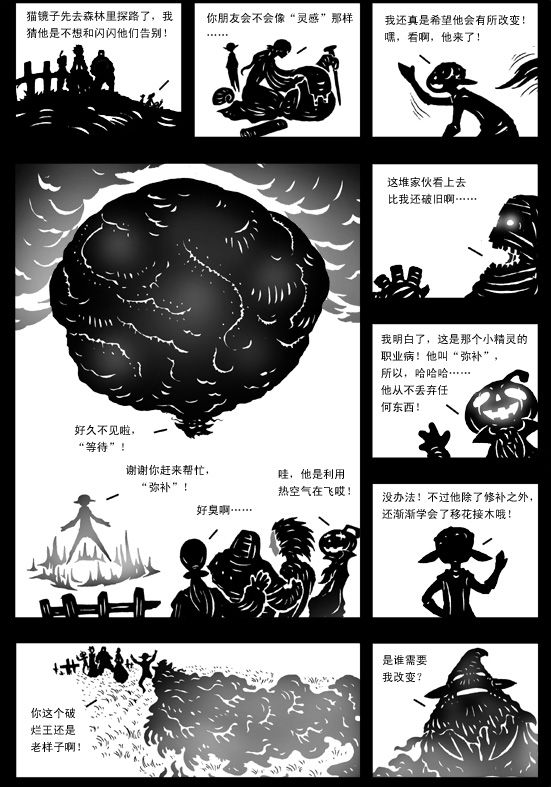 猫镜子先去森林里探路了，我
猜他是不想和闪闪他们告别！
你朋友会不会像“灵感”那样
……
我还真是希望他会有所改变！
嘿，看啊，他来了！
好久不见啦，
“等待”！
谢谢你赶来帮忙，
“弥补”！
好臭啊……
哇，他是利用
热空气在飞哎！
这堆家伙看上去
比我还破旧啊……
我明白了，这是那个小精灵的
职业病！他叫“弥补”，
所以，哈哈哈……
他从不丢弃任
何东西！
没办法！不过他除了修补之外，
还渐渐学会了移花接木哦！
你这个破
烂王还是
老样子啊！
是谁需要
我改变？